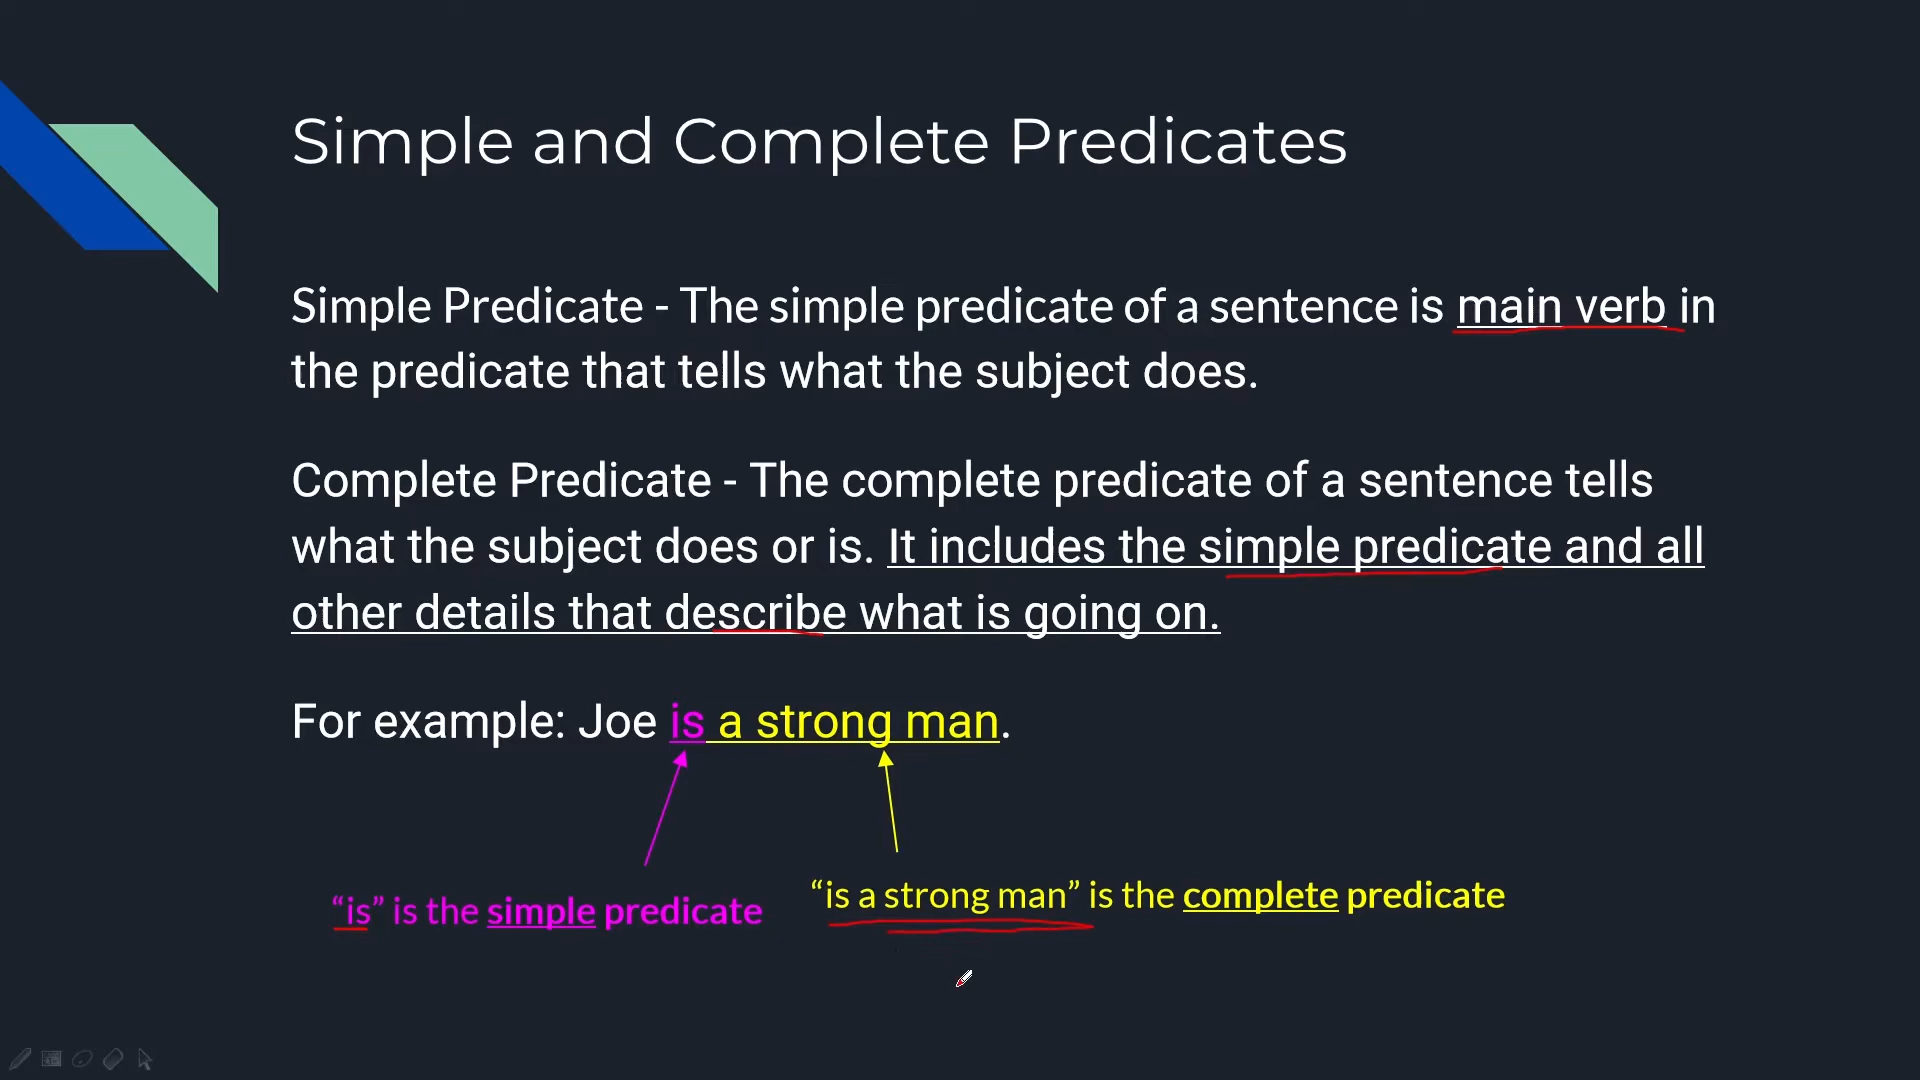 Simple and Complete Predicates
Simple Predicate - The simple predicate of a sentence is main verb in
the predicate that tells what the subject does.
Complete Predicate - The complete predicate of a sentence tells
what the subject does or is. It includes the simple predicate and all
other details that describe what is going on.
For example: Joe is a strong man.
“is” is the simple predicate
“is a strong man” is the complete predicate